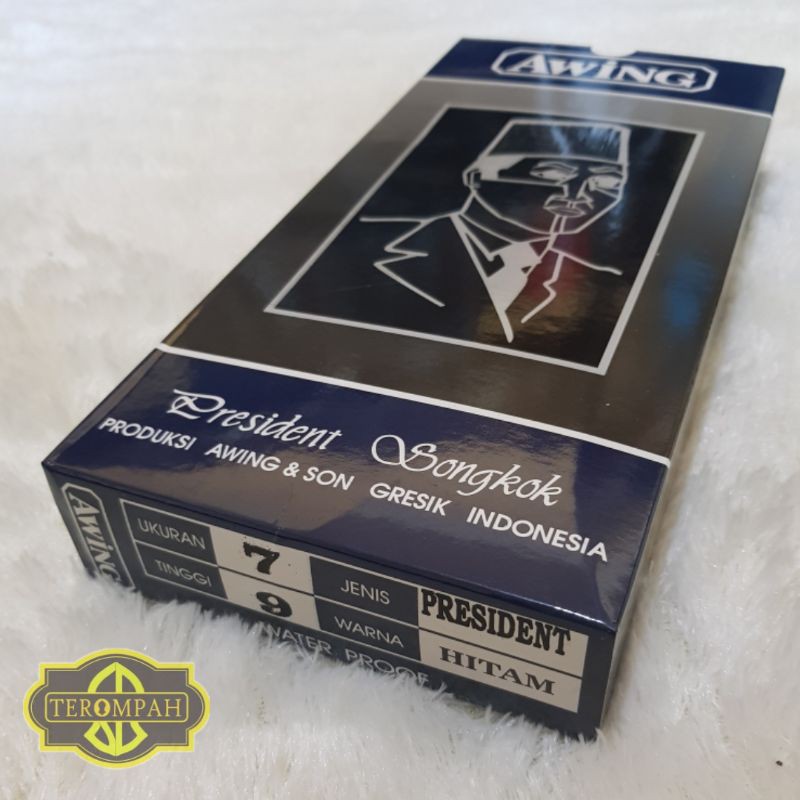 AWiNG
President Songkok
PRODUKSI AWING & SON GRESIK INDONESIA
AWiNG
UKURAN 7 JENIS PRESIDENT
TINGGI 9 WARNA HITAM
WATER PROOF
TEROMPAH